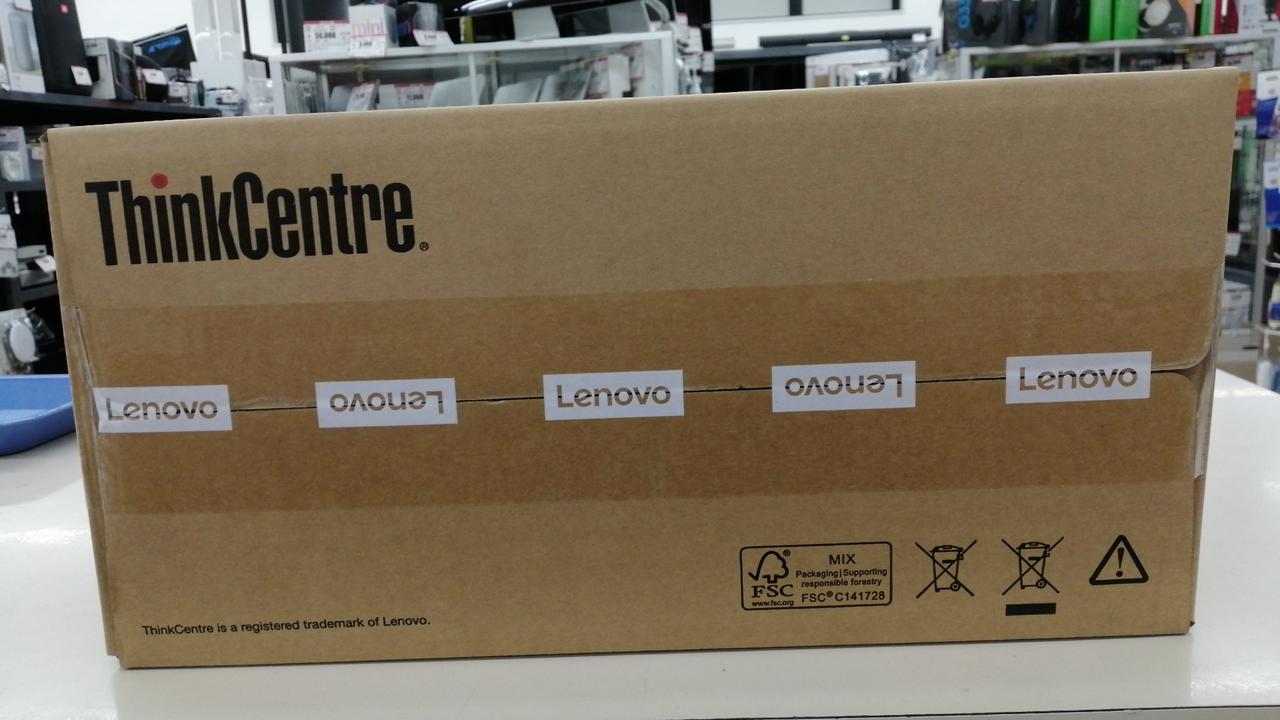 ThinkCentre®
Lenovo Lenovo Lenovo Lenovo Lenovo
FSC®
www.fsc.org
MIX
Packaging | Supporting
responsible forestry
FSC® C141728
ThinkCentre is a registered trademark of Lenovo.